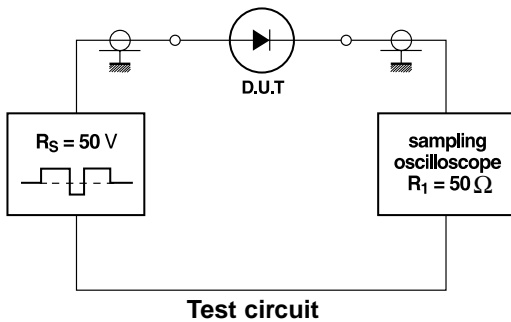 D.U.T
R_S = 50 V
sampling
oscilloscope
R_1 = 50 Ω
Test circuit